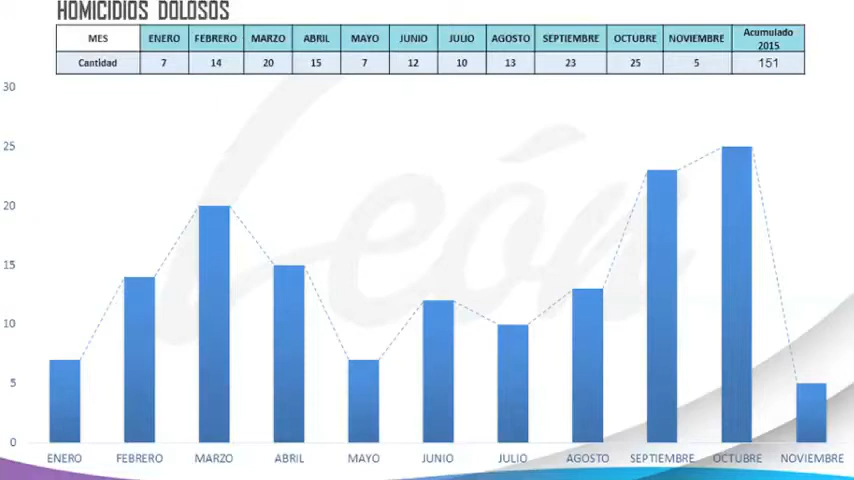 HOMICIDIOS DOLOSOS
MES ENERO FEBRERO MARZO ABRIL MAYO JUNIO JULIO AGOSTO SEPTIEMBRE OCTUBRE NOVIEMBRE Acumulado 2015
Cantidad 7 14 20 15 7 12 10 13 23 25 5 151
30
25
20
15
10
5
0
ENERO FEBRERO MARZO ABRIL MAYO JUNIO JULIO AGOSTO SEPTIEMBRE OCTUBRE NOVIEMBRE
León